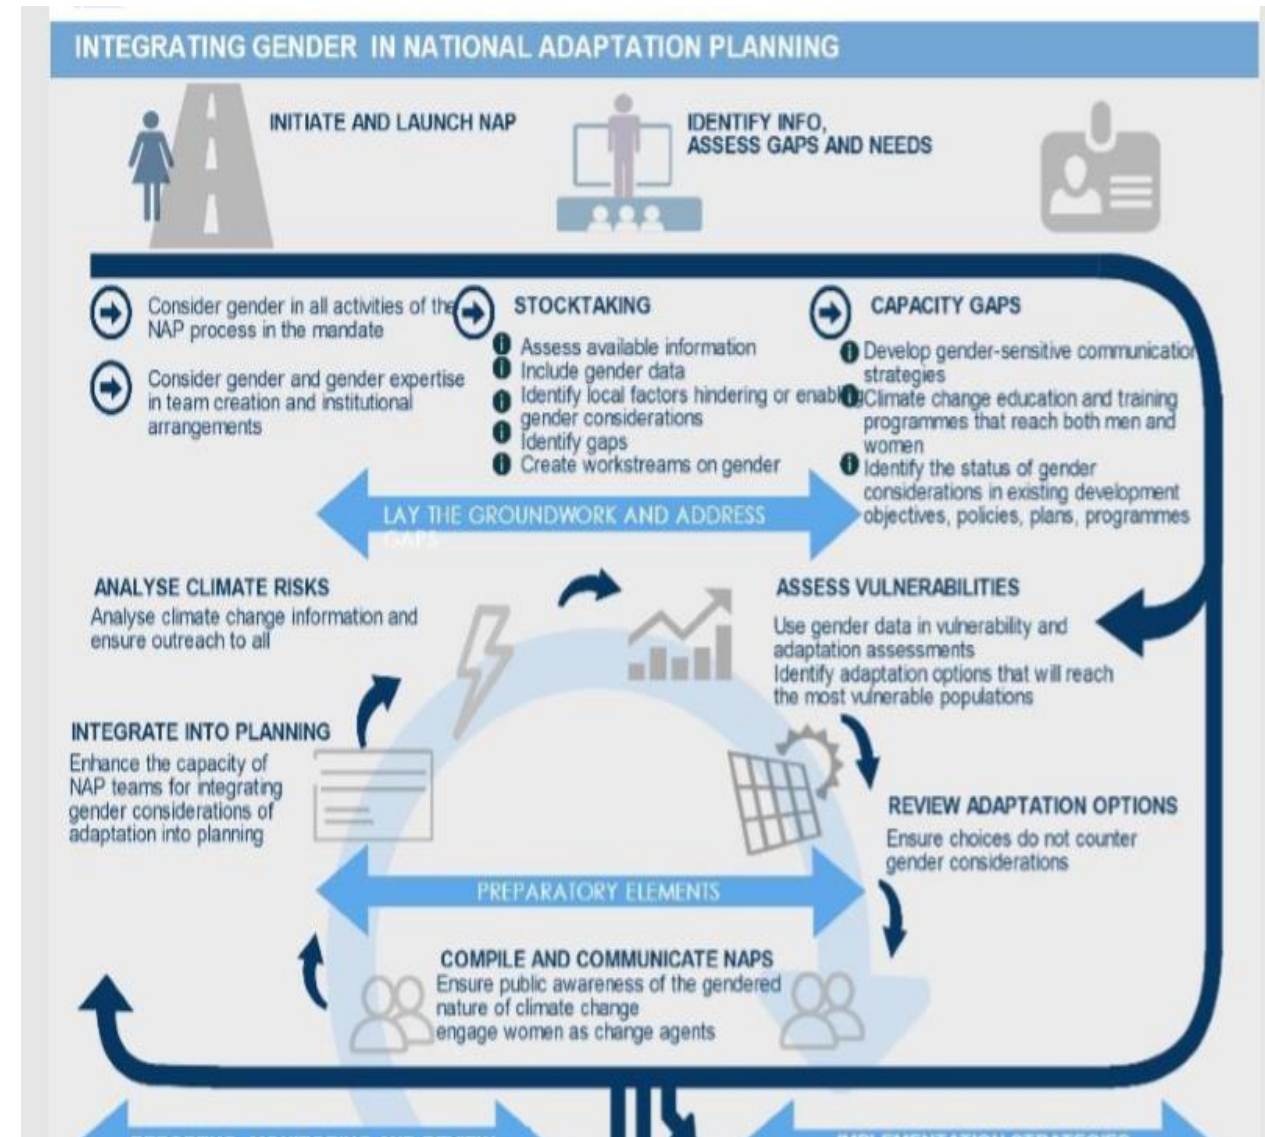 INTEGRATING GENDER IN NATIONAL ADAPTATION PLANNING
INITIATE AND LAUNCH NAP
IDENTIFY INFO,
ASSESS GAPS AND NEEDS
Consider gender in all activities of the
NAP process in the mandate
Consider gender and gender expertise
in team creation and institutional
arrangements
STOCKTAKING
Assess available information
Include gender data
Identify local factors hindering or enabling
gender considerations
Identify gaps
Create workstreams on gender
CAPACITY GAPS
Develop gender-sensitive communication
strategies
Climate change education and training
programmes that reach both men and
women
Identify the status of gender
considerations in existing development
objectives, policies, plans, programmes
LAY THE GROUNDWORK AND ADDRESS
GAPS
ANALYSE CLIMATE RISKS
Analyse climate change information and
ensure outreach to all
ASSESS VULNERABILITIES
Use gender data in vulnerability and
adaptation assessments
Identify adaptation options that will reach
the most vulnerable populations
INTEGRATE INTO PLANNING
Enhance the capacity of
NAP teams for integrating
gender considerations of
adaptation into planning
REVIEW ADAPTATION OPTIONS
Ensure choices do not counter
gender considerations
PREPARATORY ELEMENTS
COMPILE AND COMMUNICATE NAPS
Ensure public awareness of the gendered
nature of climate change
engage women as change agents